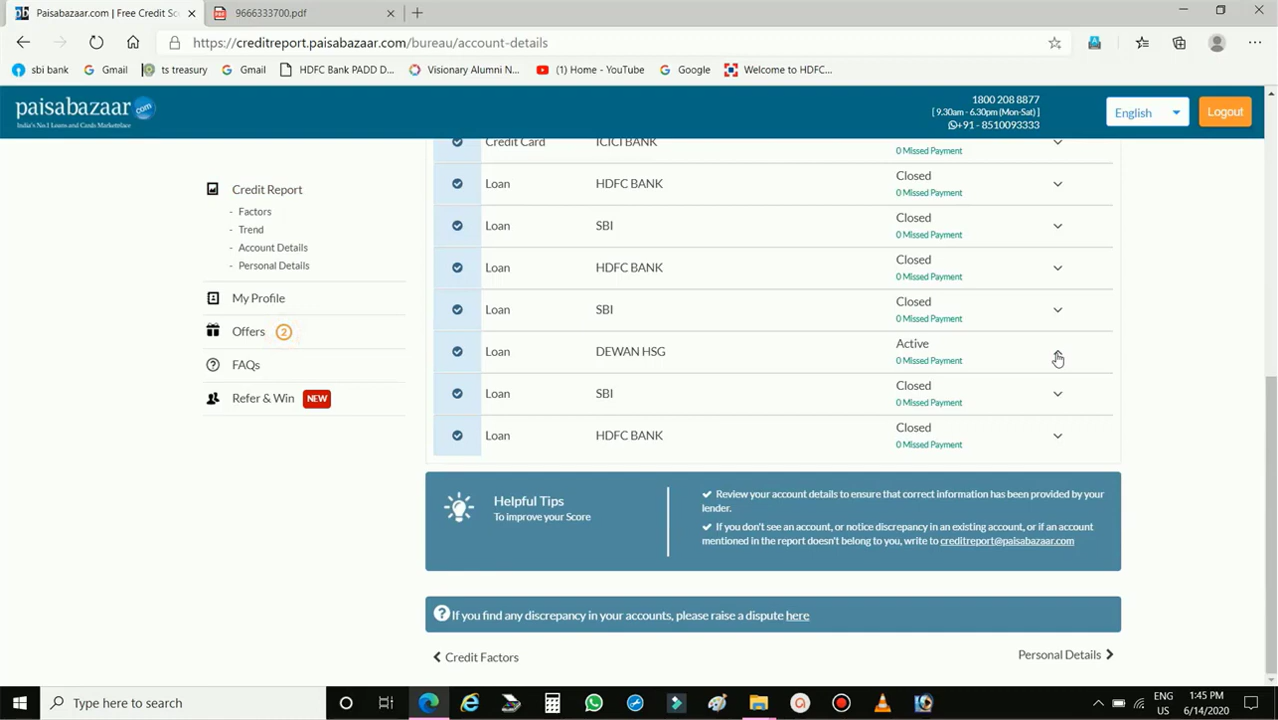 Paisabazaar.com | Free Credit Sco
9666333700.pdf
https://creditreport.paisabazaar.com/bureau/account-details
sbi bank
Gmail
ts treasury
Gmail
HDFC Bank PADD D...
Visionary Alumni N...
(1) Home - YouTube
Google
Welcome to HDFC...
paisabazaar.com
India's No.1 Loans and Cards Marketplace
1800 208 8877
[ 9.30am - 6.30pm (Mon-Sat) ]
+91 - 8510093333
English
Logout
Credit Report
- Factors
- Trend
- Account Details
- Personal Details
My Profile
Offers 2
FAQs
Refer & Win NEW
Credit Card ICICI BANK
0 Missed Payment
Loan HDFC BANK Closed
0 Missed Payment
Loan SBI Closed
0 Missed Payment
Loan HDFC BANK Closed
0 Missed Payment
Loan SBI Closed
0 Missed Payment
Loan DEWAN HSG Active
0 Missed Payment
Loan SBI Closed
0 Missed Payment
Loan HDFC BANK Closed
0 Missed Payment
Helpful Tips
To improve your Score
Review your account details to ensure that correct information has been provided by your
lender.
If you don't see an account, or notice discrepancy in an existing account, or if an account
mentioned in the report doesn't belong to you, write to creditreport@paisabazaar.com
If you find any discrepancy in your accounts, please raise a dispute here
Credit Factors
Personal Details
Type here to search
ENG
US
1:45 PM
6/14/2020